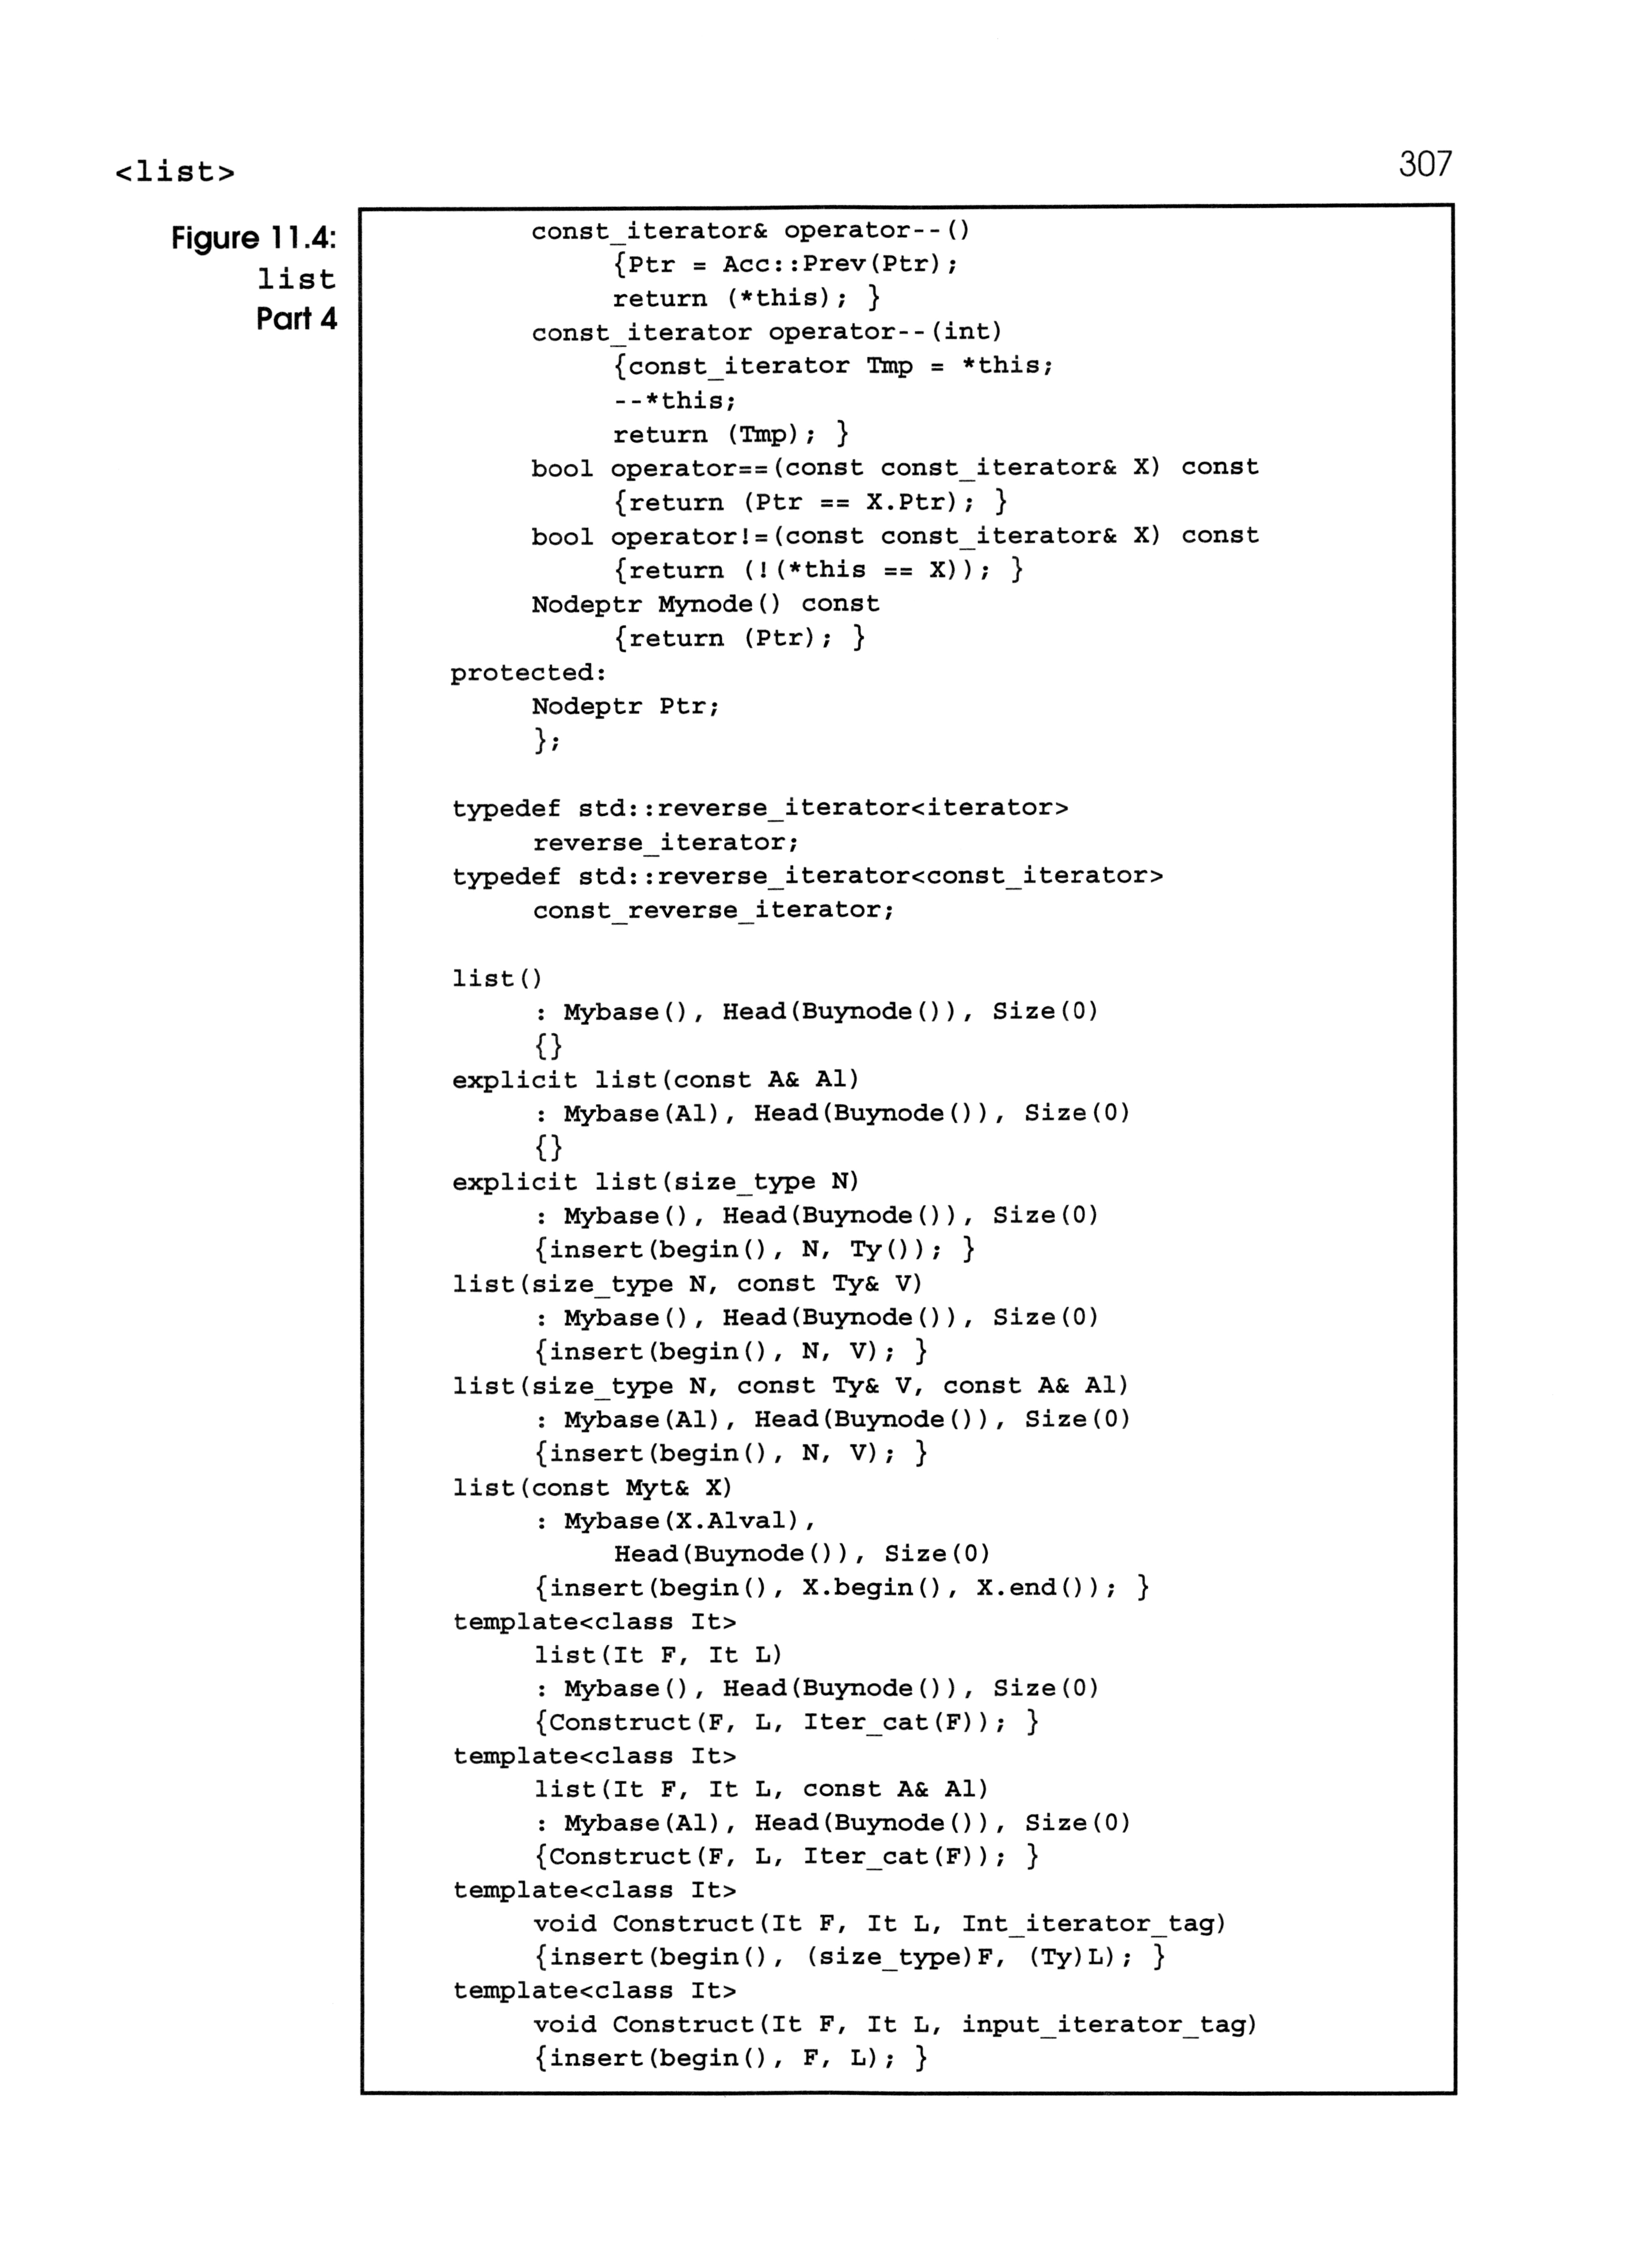 <list>
307
Figure 11.4:
list
Part 4
const_iterator& operator--()
{Ptr = Acc::Prev(Ptr);
return (*this); }
const_iterator operator--(int)
{const_iterator Tmp = *this;
--*this;
return (Tmp); }
bool operator==(const const_iterator& X) const
{return (Ptr == X.Ptr); }
bool operator!=(const const_iterator& X) const
{return (!(*this == X)); }
Nodeptr Mynode() const
{return (Ptr); }
protected:
Nodeptr Ptr;
};
typedef std::reverse_iterator<iterator>
reverse_iterator;
typedef std::reverse_iterator<const_iterator>
const_reverse_iterator;
list()
: Mybase(), Head(Buynode()), Size(0)
{}
explicit list(const A& Al)
: Mybase(Al), Head(Buynode()), Size(0)
{}
explicit list(size_type N)
: Mybase(), Head(Buynode()), Size(0)
{insert(begin(), N, Ty()); }
list(size_type N, const Ty& V)
: Mybase(), Head(Buynode()), Size(0)
{insert(begin(), N, V); }
list(size_type N, const Ty& V, const A& Al)
: Mybase(Al), Head(Buynode()), Size(0)
{insert(begin(), N, V); }
list(const Myt& X)
: Mybase(X.Alval),
Head(Buynode()), Size(0)
{insert(begin(), X.begin(), X.end()); }
template<class It>
list(It F, It L)
: Mybase(), Head(Buynode()), Size(0)
{Construct(F, L, Iter_cat(F)); }
template<class It>
list(It F, It L, const A& Al)
: Mybase(Al), Head(Buynode()), Size(0)
{Construct(F, L, Iter_cat(F)); }
template<class It>
void Construct(It F, It L, Int_iterator_tag)
{insert(begin(), (size_type)F, (Ty)L); }
template<class It>
void Construct(It F, It L, input_iterator_tag)
{insert(begin(), F, L); }